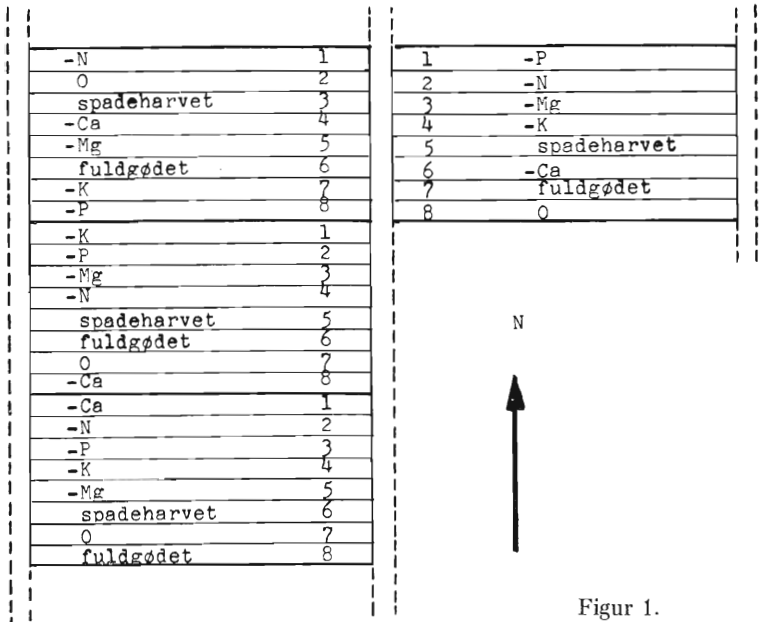 -N 1
O 2
spadeharvet 3
-Ca 4
-Mg 5
fuldgødet 6
-K 7
-P 8
-K 1
-P 2
-Mg 3
-N 4
spadeharvet 5
fuldgødet 6
O 7
-Ca 8
-Ca 1
-N 2
-P 3
-K 4
-Mg 5
spadeharvet 6
O 7
fuldgødet 8
1 -P
2 -N
3 -Mg
4 -K
5 spadeharvet
6 -Ca
7 fuldgødet
8 O
N
Figur 1.